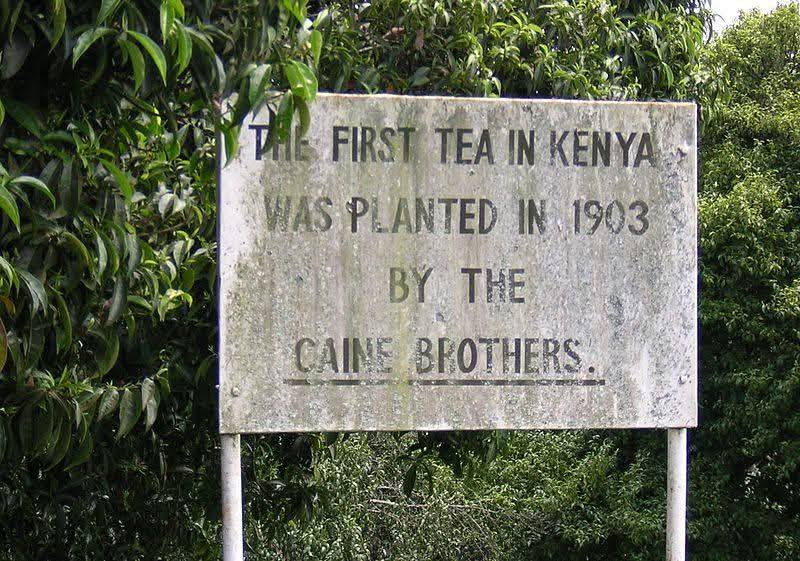 THE FIRST TEA IN KENYA
WAS PLANTED IN 1903
BY THE
CAINE BROTHERS.